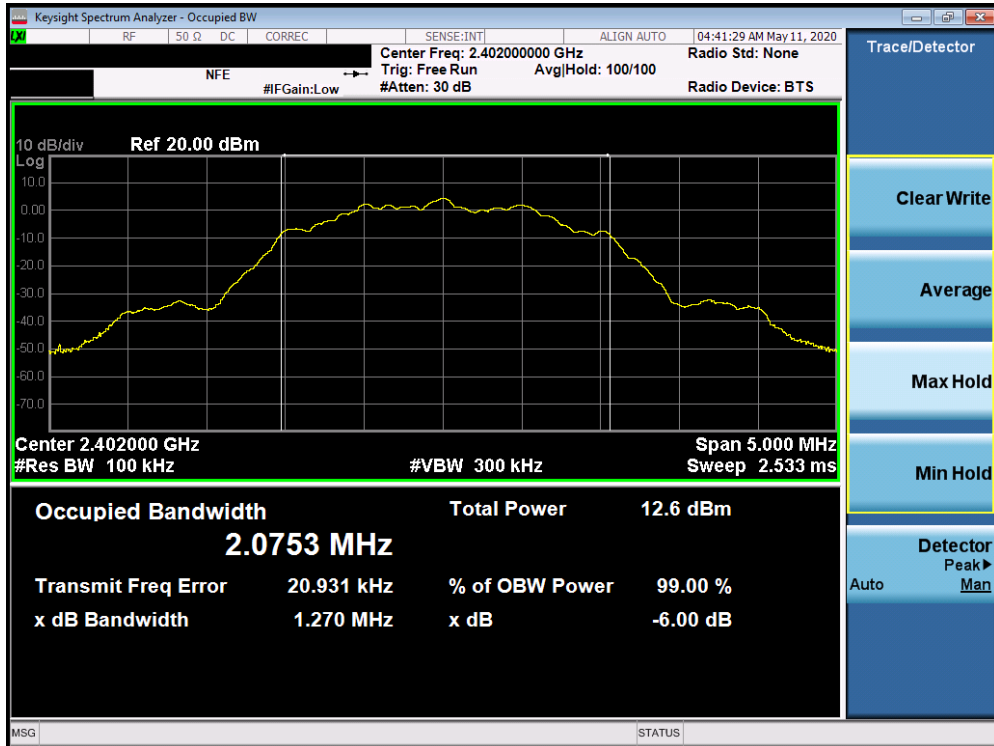 Keysight Spectrum Analyzer - Occupied BW
LXI RF 50 Ω DC CORREC SENSE:INT ALIGN AUTO 04:41:29 AM May 11, 2020
Center Freq: 2.402000000 GHz Radio Std: None
NFE Trig: Free Run Avg|Hold: 100/100
#IFGain:Low #Atten: 30 dB Radio Device: BTS
10 dB/div Ref 20.00 dBm
Log
10.0
0.00
-10.0
-20.0
-30.0
-40.0
-50.0
-60.0
-70.0
Center 2.402000 GHz Span 5.000 MHz
#Res BW 100 kHz #VBW 300 kHz Sweep 2.533 ms
Occupied Bandwidth Total Power 12.6 dBm
2.0753 MHz
Transmit Freq Error 20.931 kHz % of OBW Power 99.00 %
x dB Bandwidth 1.270 MHz x dB -6.00 dB
Trace/Detector
Clear Write
Average
Max Hold
Min Hold
Detector
Peak▶
Auto Man
MSG STATUS